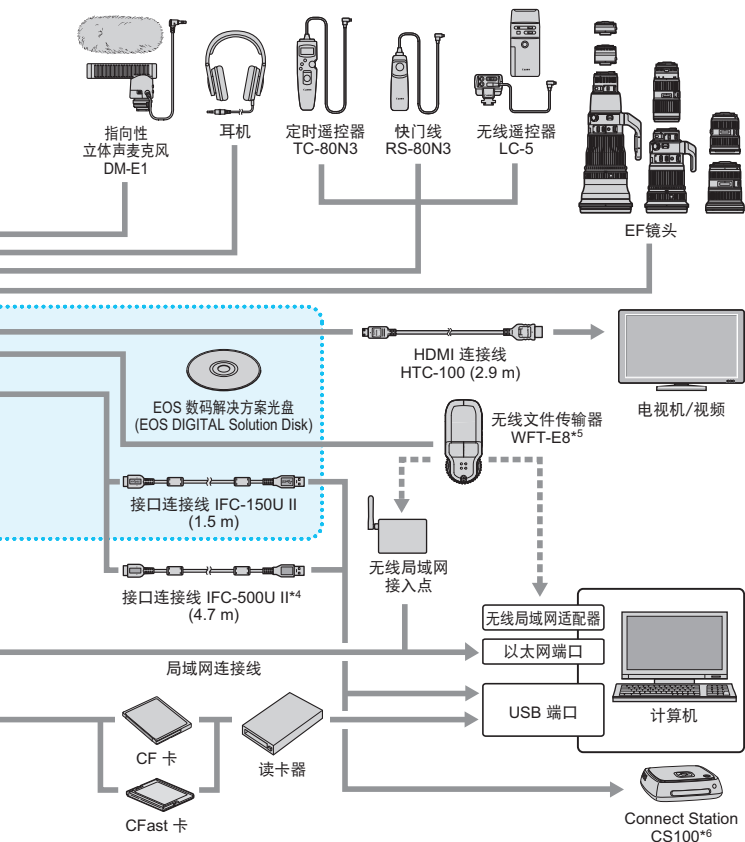 指向性
立体声麦克风
DM-E1
耳机
定时遥控器
TC-80N3
快门线
RS-80N3
无线遥控器
LC-5
EF镜头
HDMI 连接线
HTC-100 (2.9 m)
电视机/视频
EOS 数码解决方案光盘
(EOS DIGITAL Solution Disk)
无线文件传输器
WFT-E8*5
接口连接线 IFC-150U II
(1.5 m)
无线局域网
接入点
接口连接线 IFC-500U II*4
(4.7 m)
无线局域网适配器
以太网端口
局域网连接线
USB 端口
计算机
CF 卡
读卡器
CFast 卡
Connect Station
CS100*6